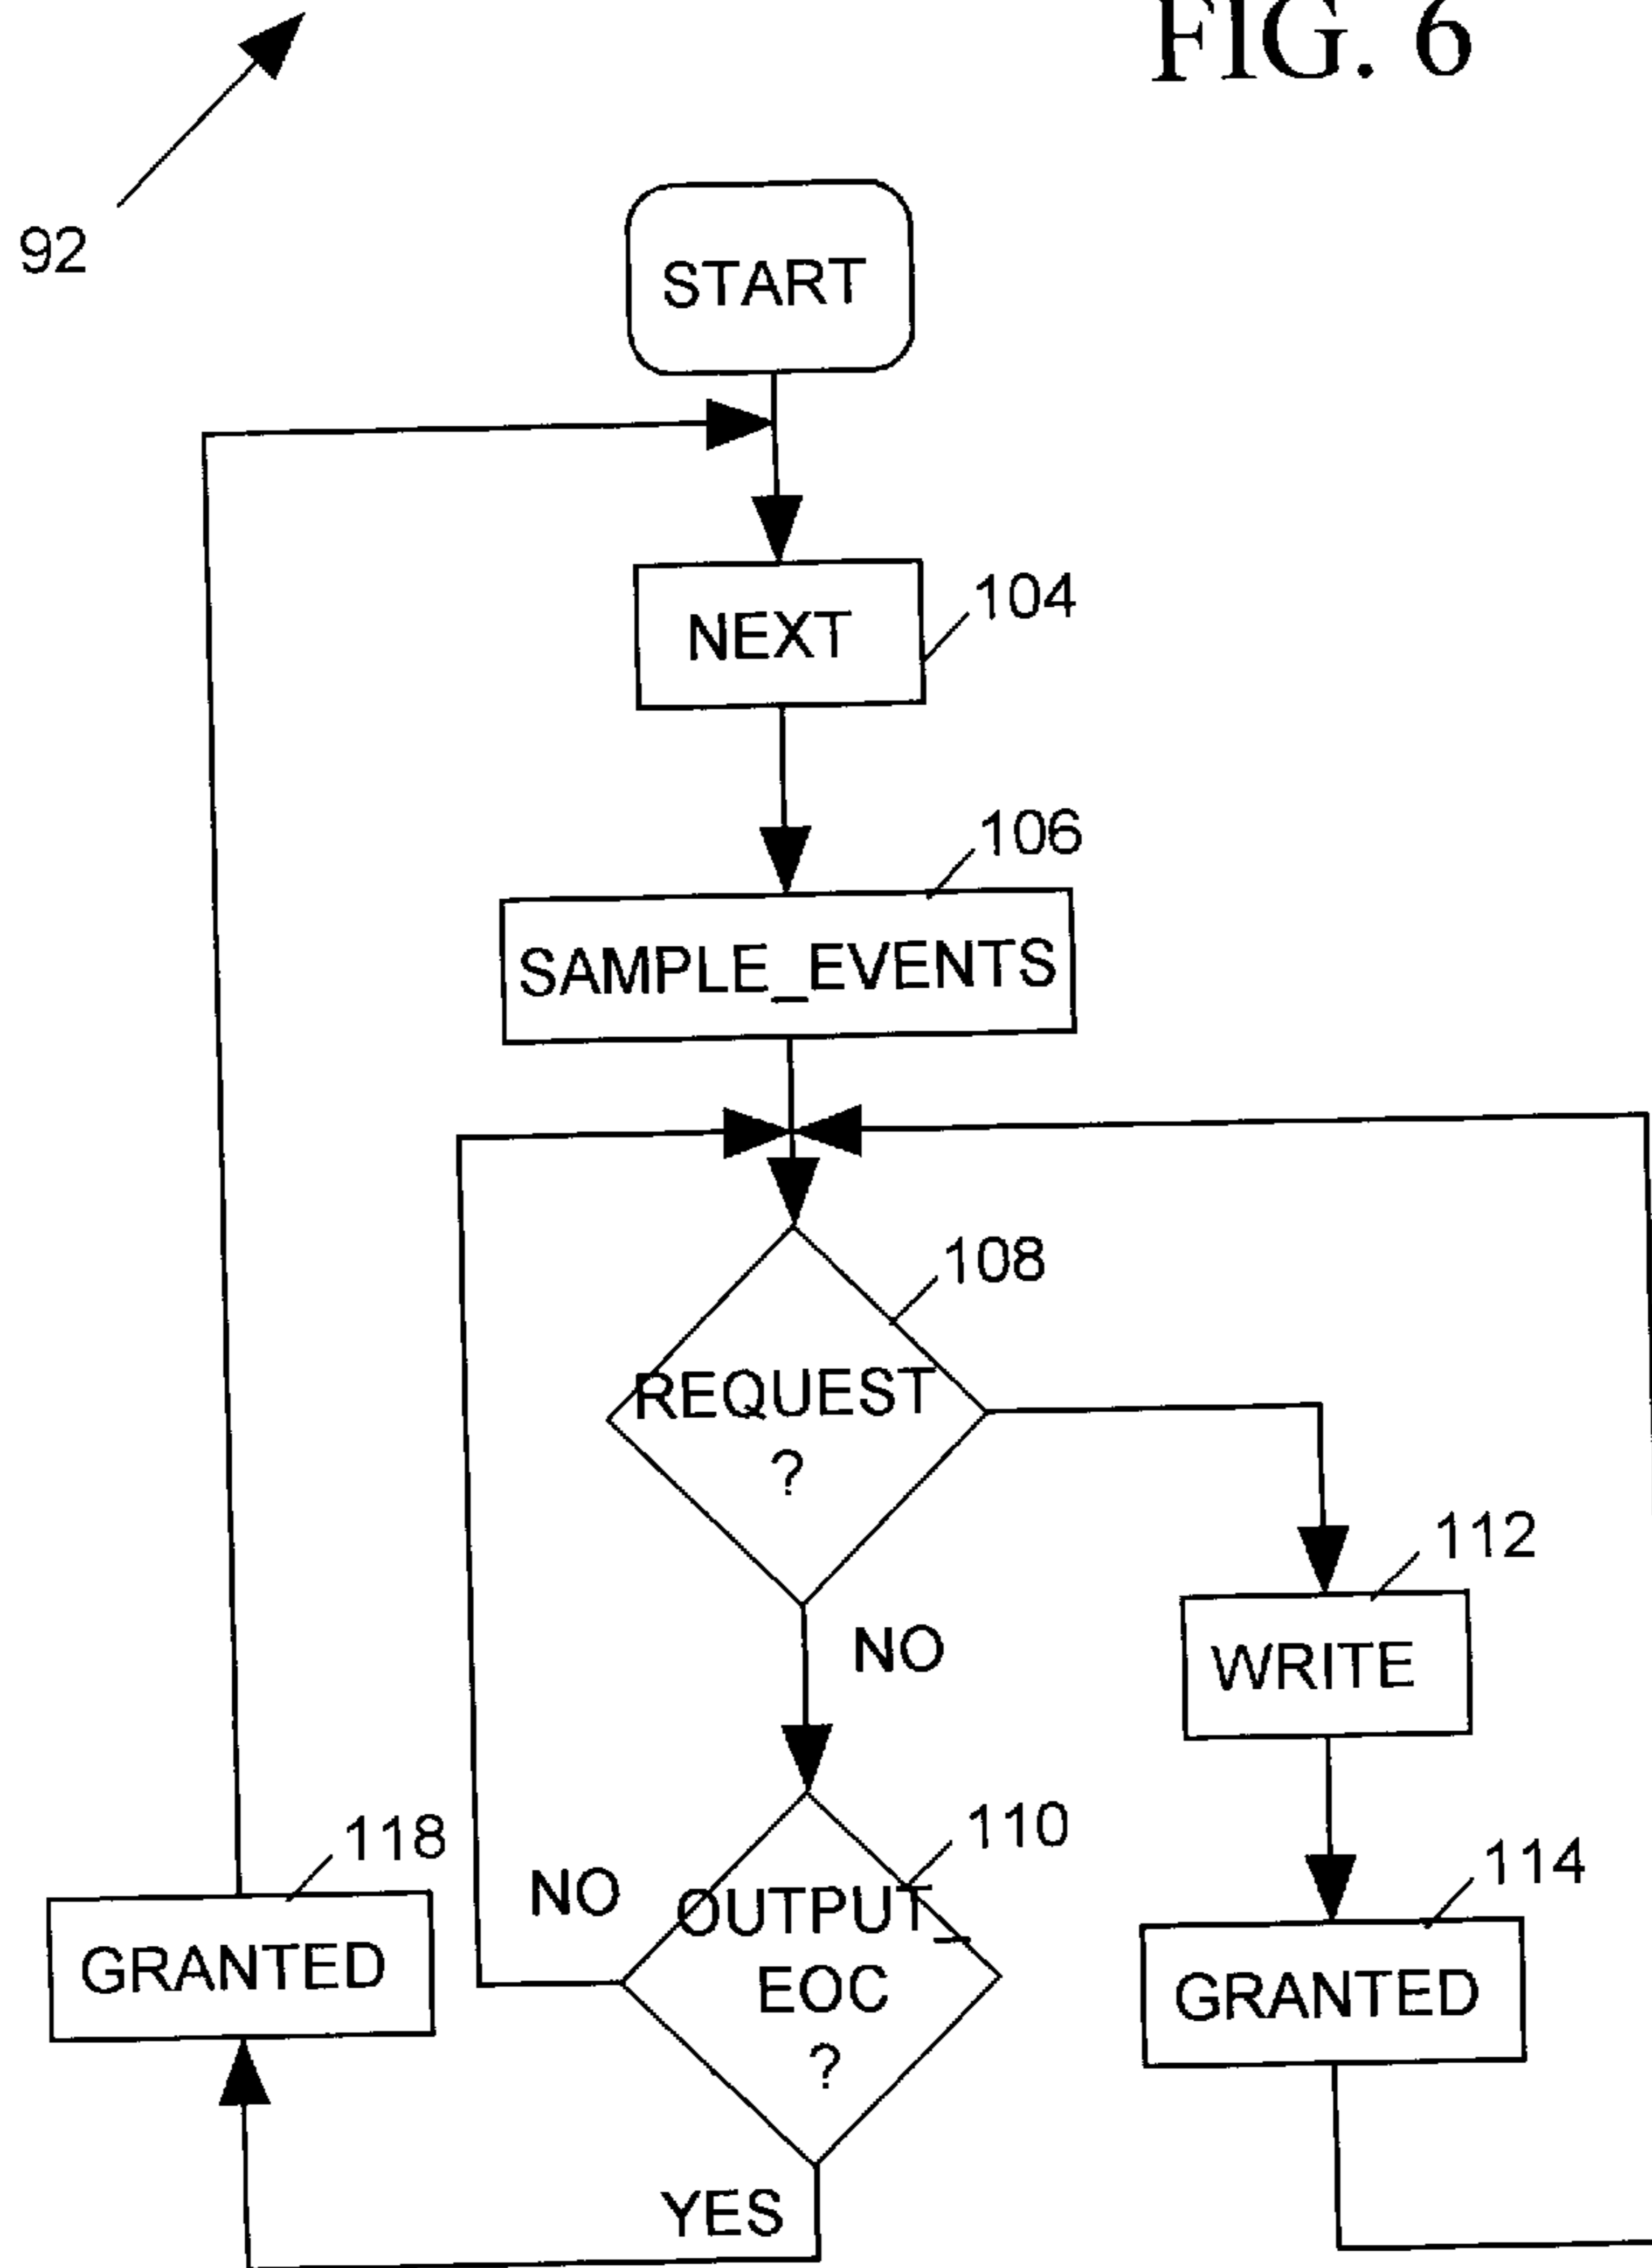 FIG. 6
92
START
NEXT
104
106
SAMPLE_EVENTS
108
REQUEST
?
NO
112
WRITE
110
NO
OUTPUT_
EOC
?
YES
118
GRANTED
114
GRANTED